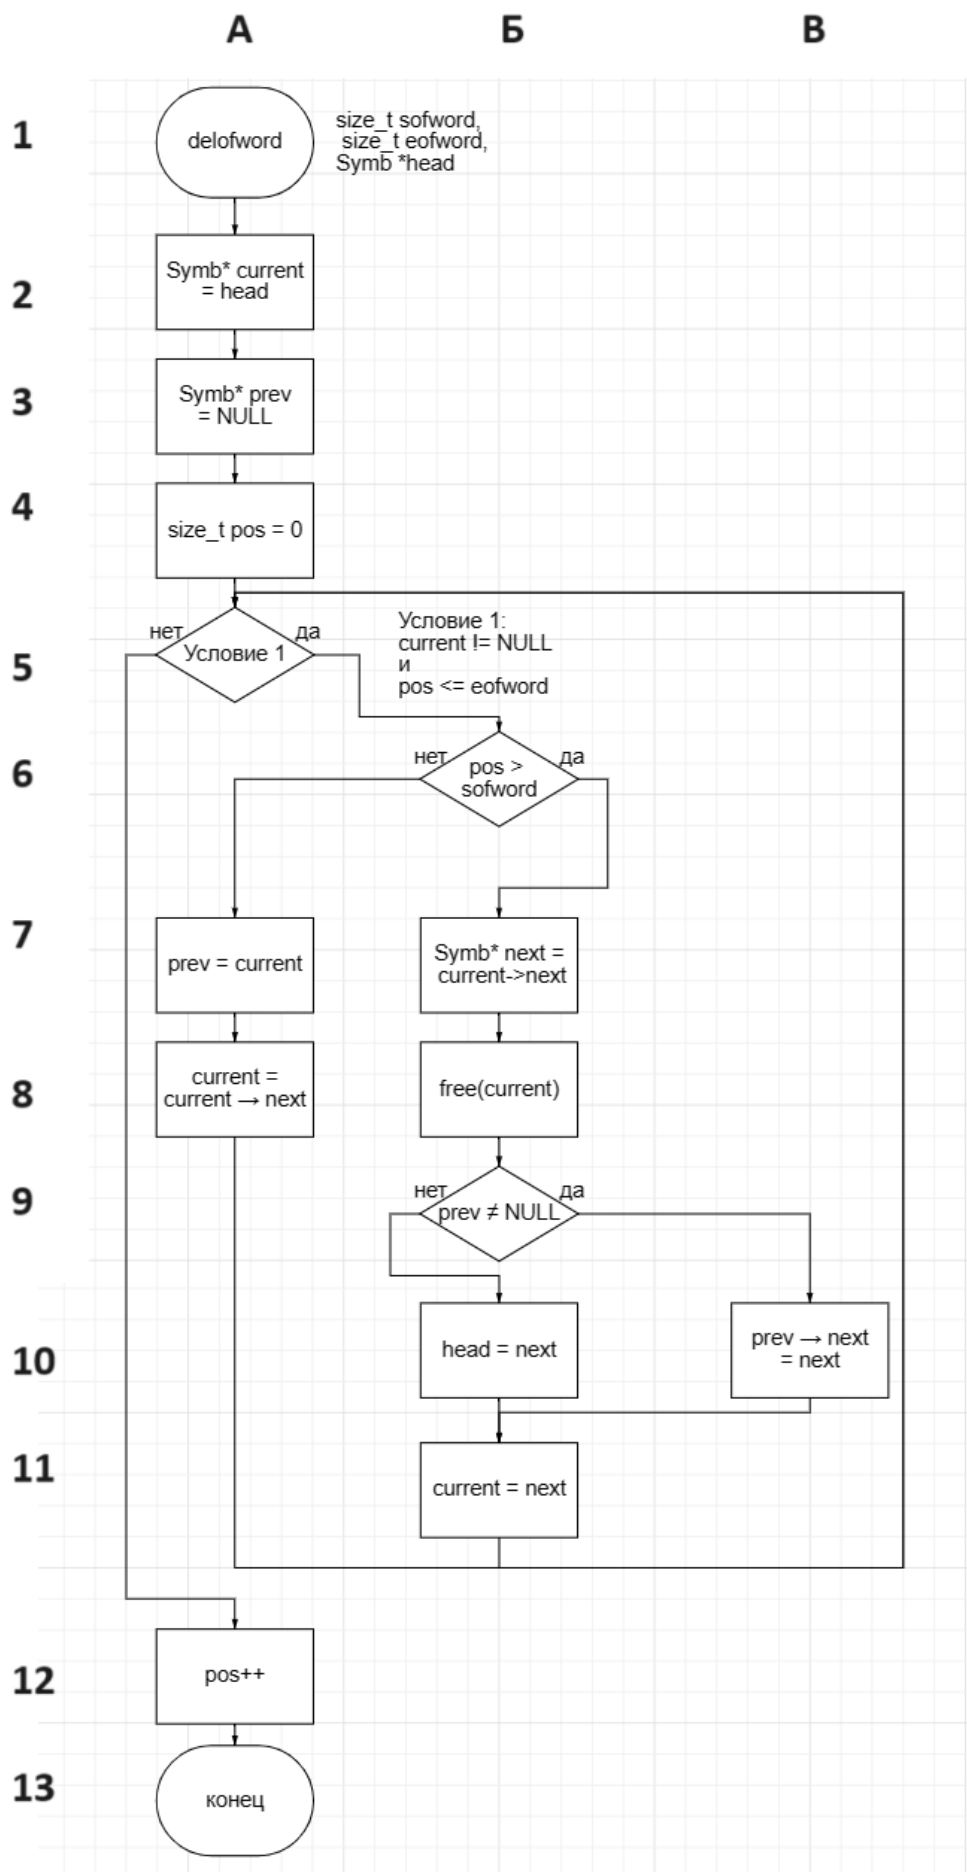 А
Б
В
1
delofword
size_t sofword,
size_t eofword,
Symb *head
2
Symb* current
= head
3
Symb* prev
= NULL
4
size_t pos = 0
5
нет
да
Условие 1
Условие 1:
current != NULL
и
pos <= eofword
6
нет
да
pos >
sofword
7
prev = current
Symb* next =
current->next
8
current =
current → next
free(current)
9
нет
да
prev ≠ NULL
10
head = next
prev → next
= next
11
current = next
12
pos++
13
конец